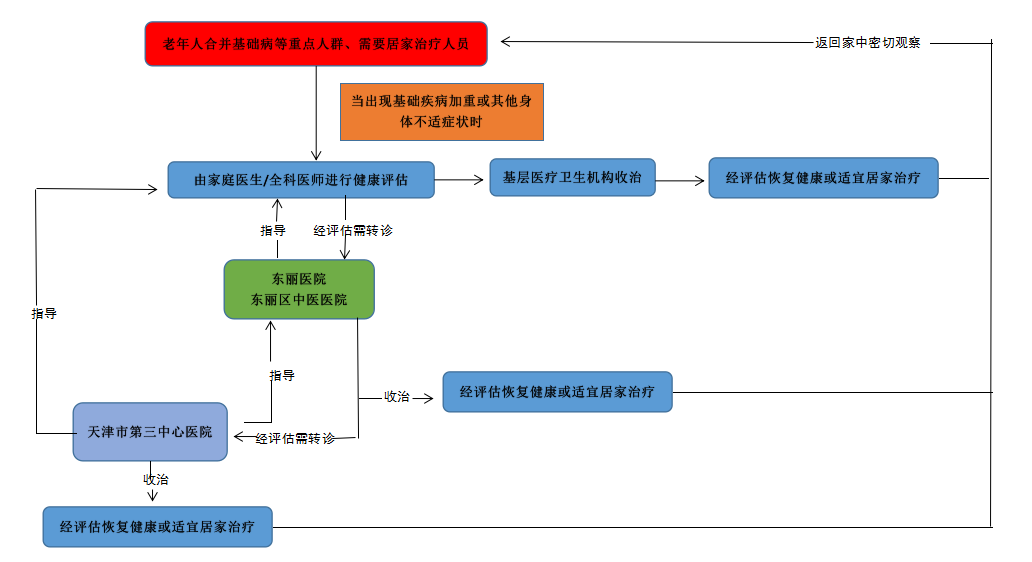 老年人合并基础病等重点人群、需要居家治疗人员
返回家中密切观察
当出现基础疾病加重或其他身
体不适症状时
由家庭医生/全科医师进行健康评估
基层医疗卫生机构收治
经评估恢复健康或适宜居家治疗
指导
经评估需转诊
东丽医院
东丽区中医医院
指导
指导
收治
经评估恢复健康或适宜居家治疗
天津市第三中心医院
经评估需转诊
收治
经评估恢复健康或适宜居家治疗